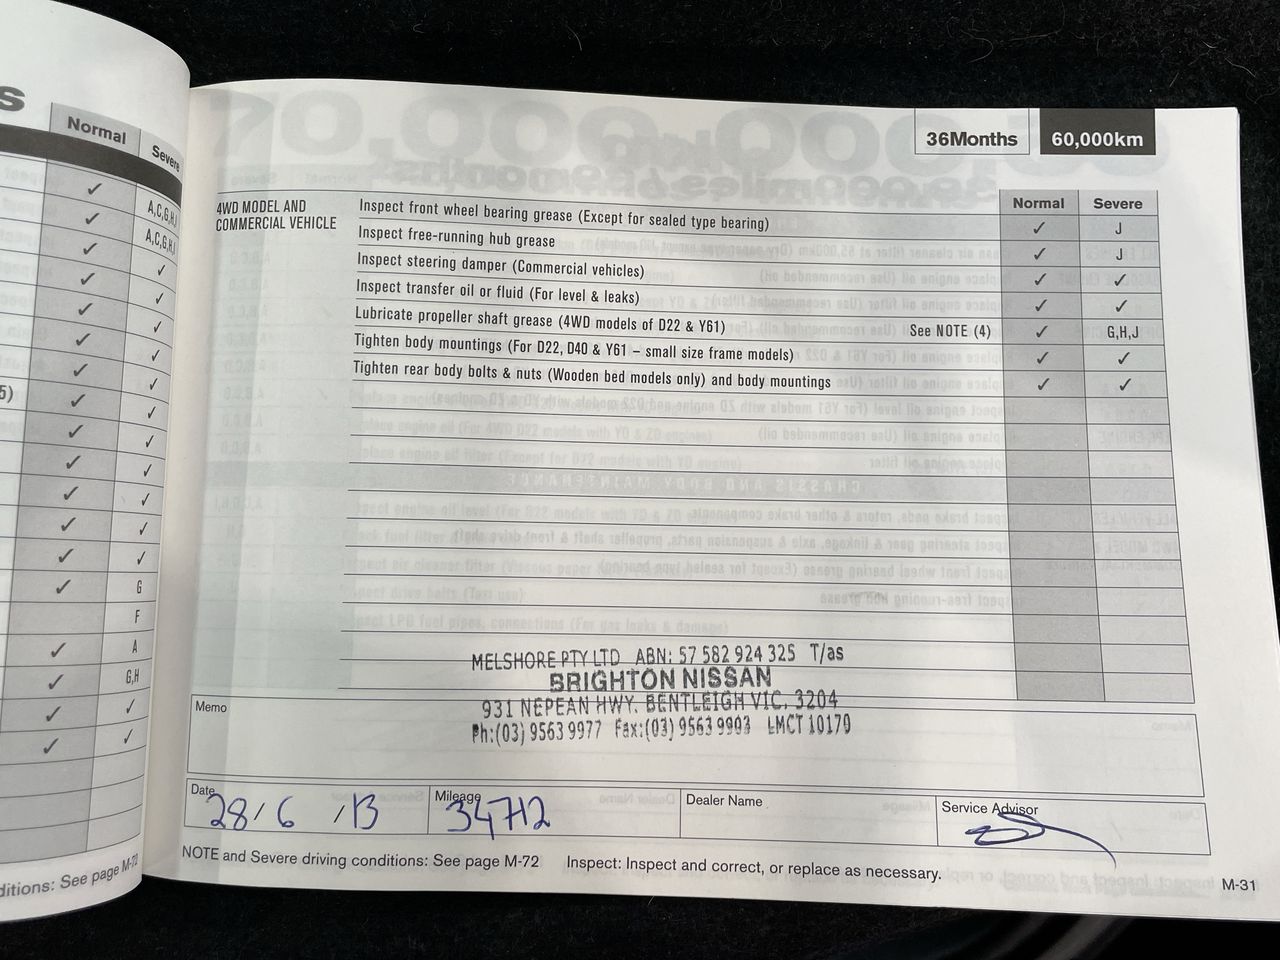 s
Normal
Severe
A,C,G,H,J
A,C,G,H,J
5)
G
F
A
G,H
ditions: See page M-72
36Months 60,000km
Normal Severe
4WD MODEL AND
COMMERCIAL VEHICLE
Inspect front wheel bearing grease (Except for sealed type bearing) ✓ J
Inspect free-running hub grease ✓ J
Inspect steering damper (Commercial vehicles) ✓ ✓
Inspect transfer oil or fluid (For level & leaks) ✓ ✓
Lubricate propeller shaft grease (4WD models of D22 & Y61) See NOTE (4) ✓ G,H,J
Tighten body mountings (For D22, D40 & Y61 – small size frame models) ✓ ✓
Tighten rear body bolts & nuts (Wooden bed models only) and body mountings ✓ ✓
MELSHORE PTY LTD ABN: 57 582 924 325 T/as
BRIGHTON NISSAN
931 NEPEAN HWY. BENTLEIGH VIC. 3204
Ph:(03) 9563 9977 Fax:(03) 9563 9903 LMCT 10170
Memo
Date 28/6/13
Mileage 34712
Dealer Name
Service Advisor
NOTE and Severe driving conditions: See page M-72 Inspect: Inspect and correct, or replace as necessary.
M-31